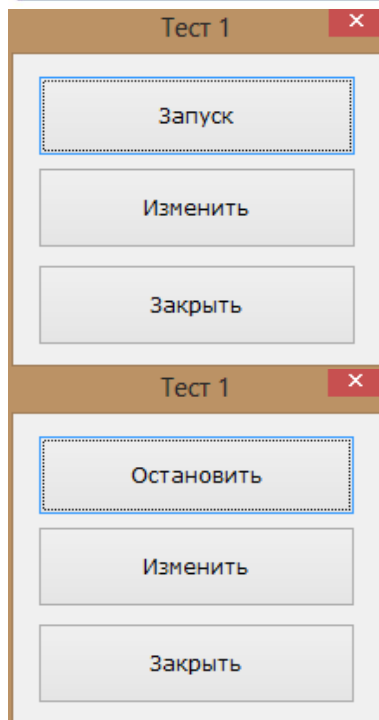 Тест 1
Запуск
Изменить
Закрыть
Тест 1
Остановить
Изменить
Закрыть